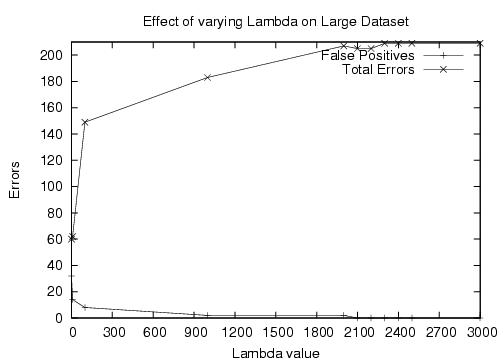 Effect of varying Lambda on Large Dataset
False Positives
Total Errors
Errors
200
180
160
140
120
100
80
60
40
20
0
0 300 600 900 1200 1500 1800 2100 2400 2700 3000
Lambda value